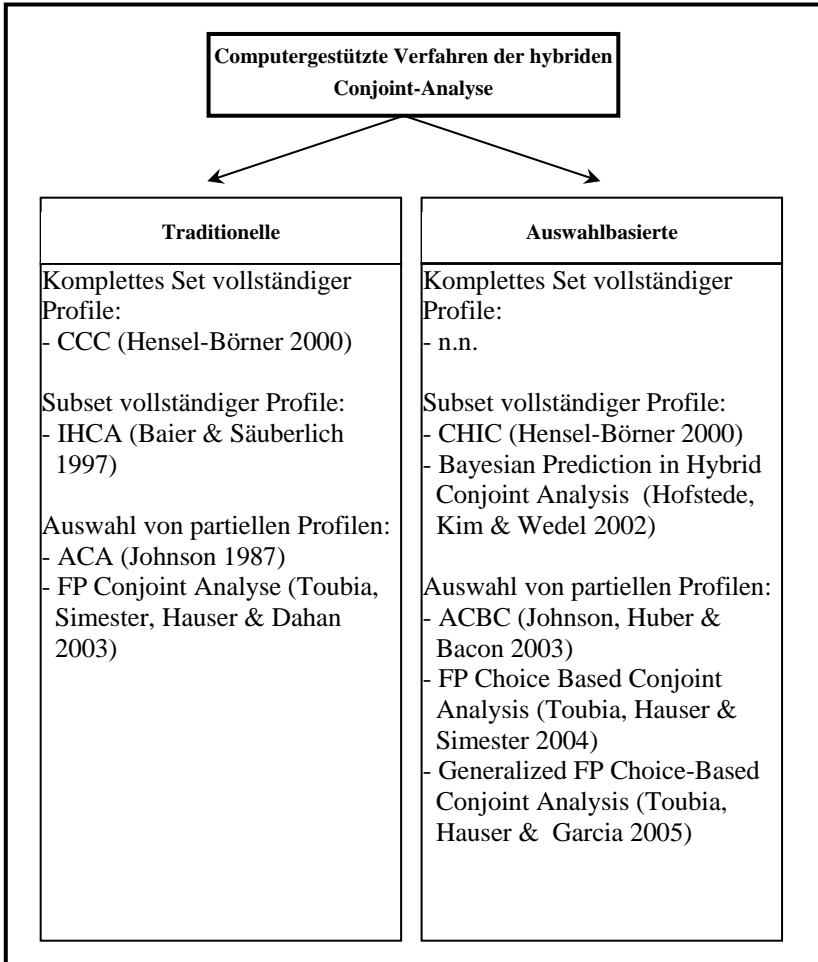 Computergestützte Verfahren der hybriden
Conjoint-Analyse
Traditionelle
Komplettes Set vollständiger
Profile:
- CCC (Hensel-Börner 2000)
Subset vollständiger Profile:
- IHCA (Baier & Säuberlich
1997)
Auswahl von partiellen Profilen:
- ACA (Johnson 1987)
- FP Conjoint Analyse (Toubia,
Simester, Hauser & Dahan
2003)
Auswahlbasierte
Komplettes Set vollständiger
Profile:
- n.n.
Subset vollständiger Profile:
- CHIC (Hensel-Börner 2000)
- Bayesian Prediction in Hybrid
Conjoint Analysis (Hofstede,
Kim & Wedel 2002)
Auswahl von partiellen Profilen:
- ACBC (Johnson, Huber &
Bacon 2003)
- FP Choice Based Conjoint
Analysis (Toubia, Hauser &
Simester 2004)
- Generalized FP Choice-Based
Conjoint Analysis (Toubia,
Hauser & Garcia 2005)